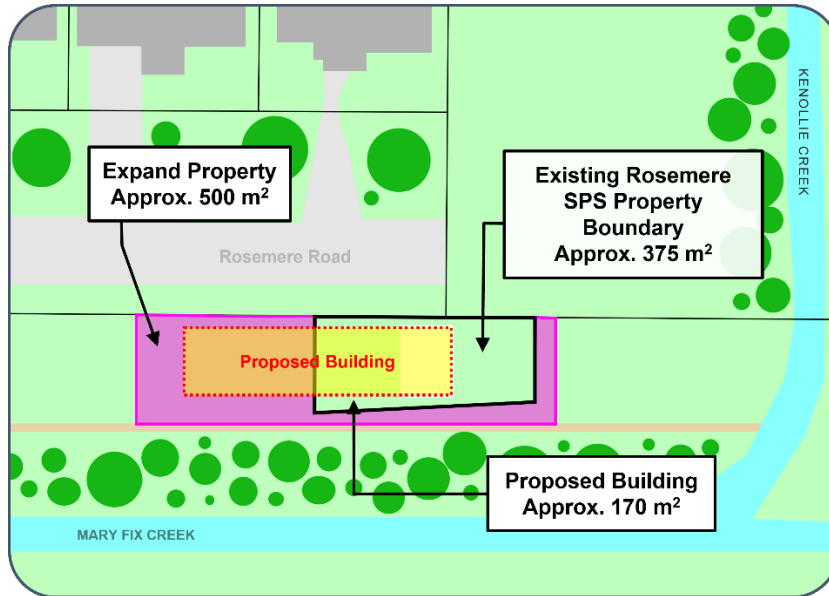 KENOLLIE CREEK
Expand Property
Approx. 500 m²
Existing Rosemere
SPS Property
Boundary
Approx. 375 m²
Rosemere Road
Proposed Building
Proposed Building
Approx. 170 m²
MARY FIX CREEK